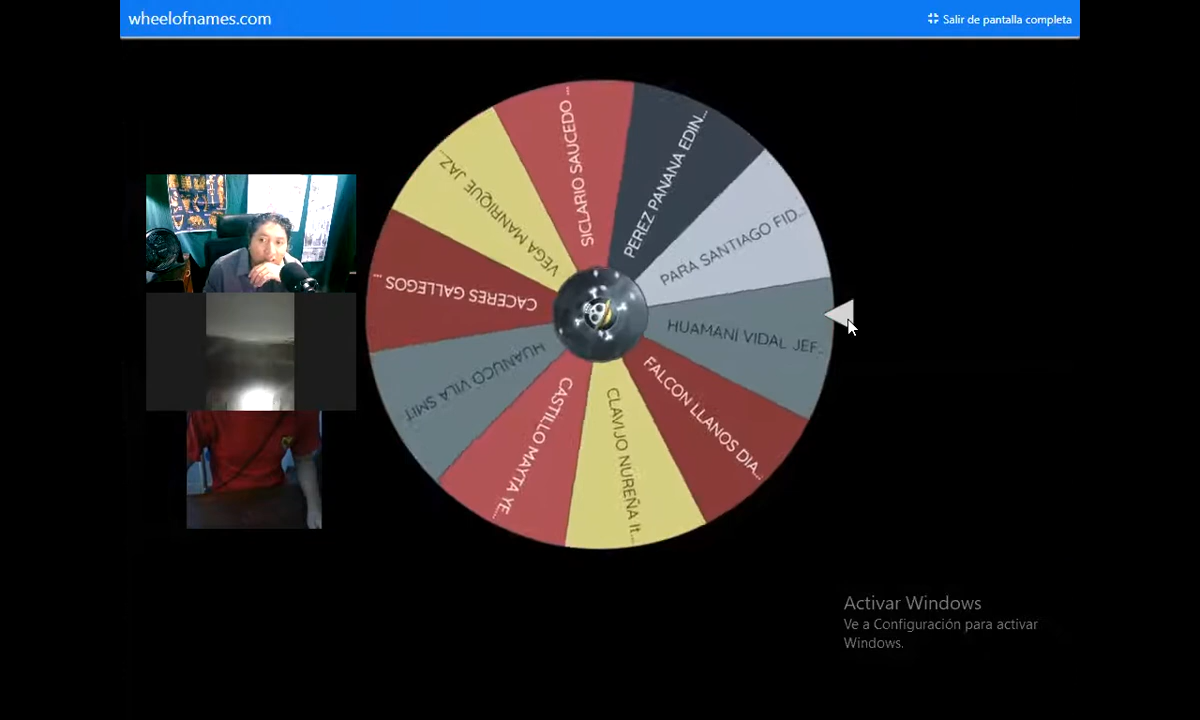 wheelofnames.com
Salir de pantalla completa
SICLARIO SAUCEDO ...
PEREZ PANANA EDIN...
PARA SANTIAGO FID...
HUAMANI VIDAL JEF...
FALCON LLANOS DIA...
CLAVIJO NUREÑA It...
CASTILLO MAYTA YE...
HUANUCO VILA SMIT
CACERES GALLEGOS ...
VEGA MANRIQUE JAZ...
Activar Windows
Ve a Configuración para activar
Windows.